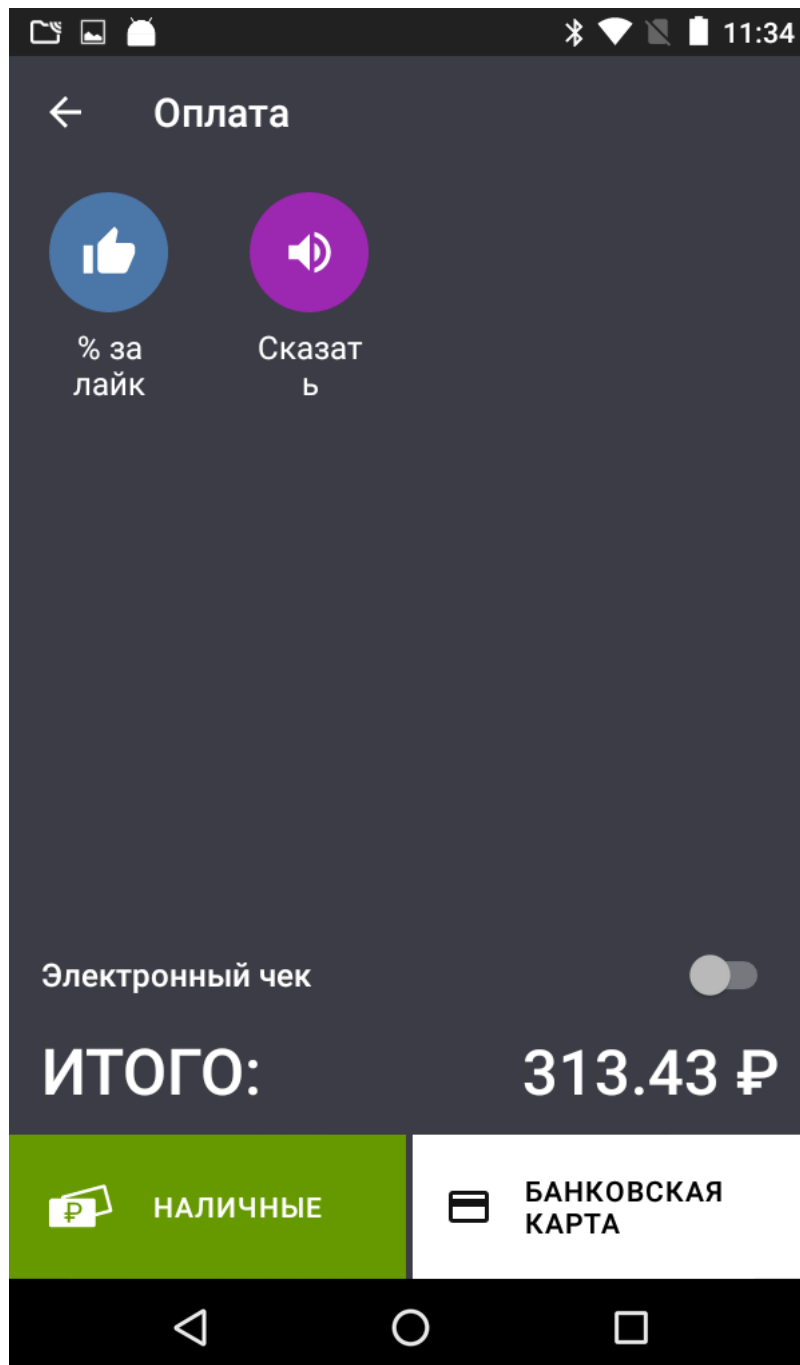 11:34
Оплата
% за
лайк
Сказат
ь
Электронный чек
ИТОГО:
313.43 ₽
₽
НАЛИЧНЫЕ
БАНКОВСКАЯ
КАРТА